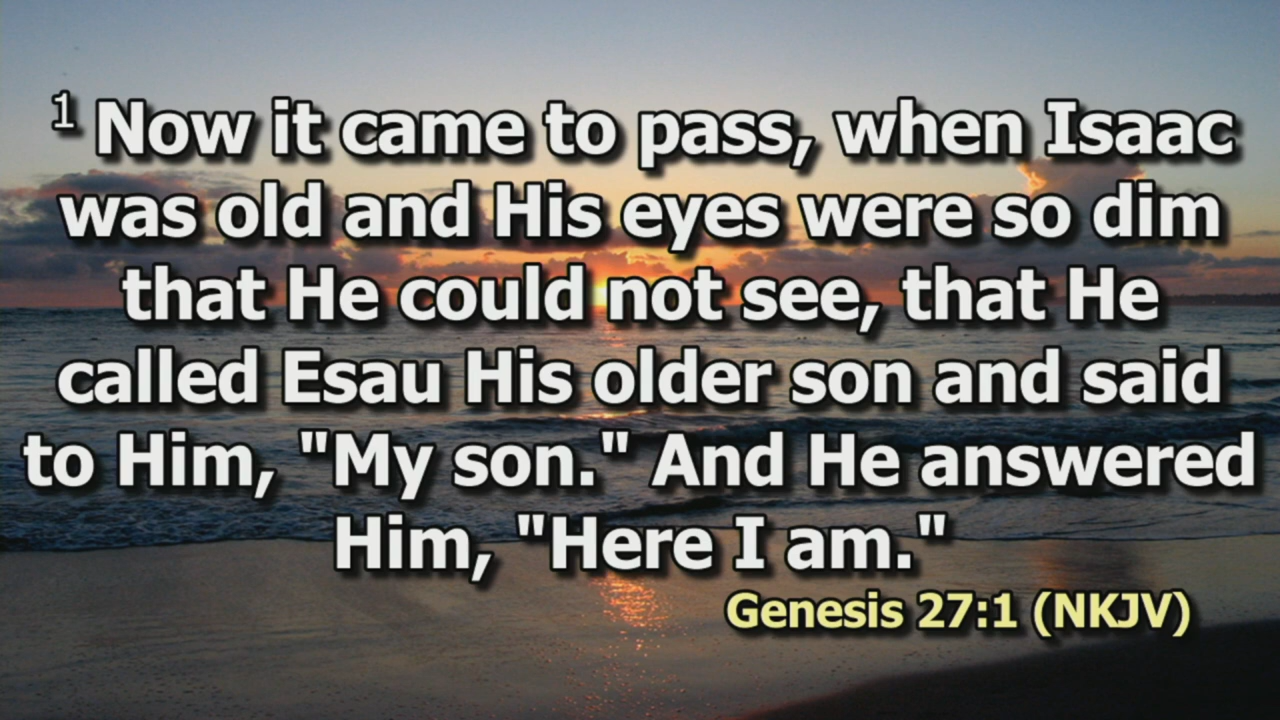 1 Now it came to pass, when Isaac
was old and His eyes were so dim
that He could not see, that He
called Esau His older son and said
to Him, "My son." And He answered
Him, "Here I am."
Genesis 27:1 (NKJV)